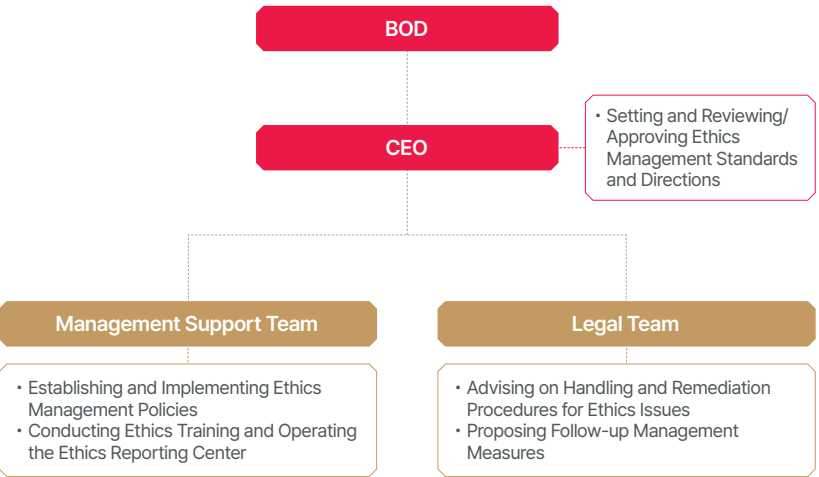 BOD
CEO
• Setting and Reviewing/
Approving Ethics
Management Standards
and Directions
Management Support Team
Legal Team
• Establishing and Implementing Ethics
Management Policies
• Conducting Ethics Training and Operating
the Ethics Reporting Center
• Advising on Handling and Remediation
Procedures for Ethics Issues
• Proposing Follow-up Management
Measures